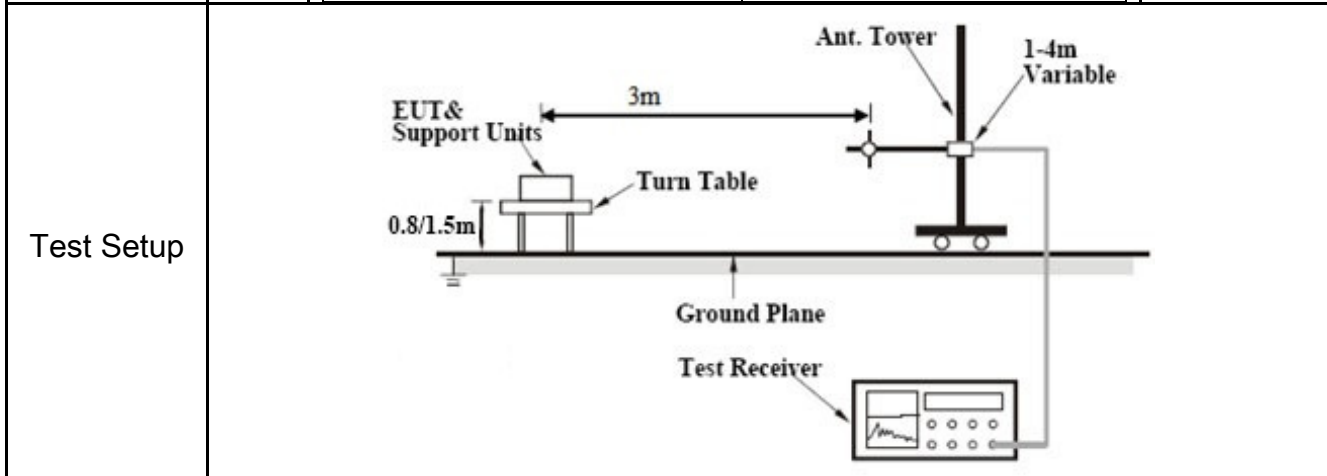 Test Setup
Ant. Tower
1-4m
Variable
3m
EUT&
Support Units
Turn Table
0.8/1.5m
Ground Plane
Test Receiver